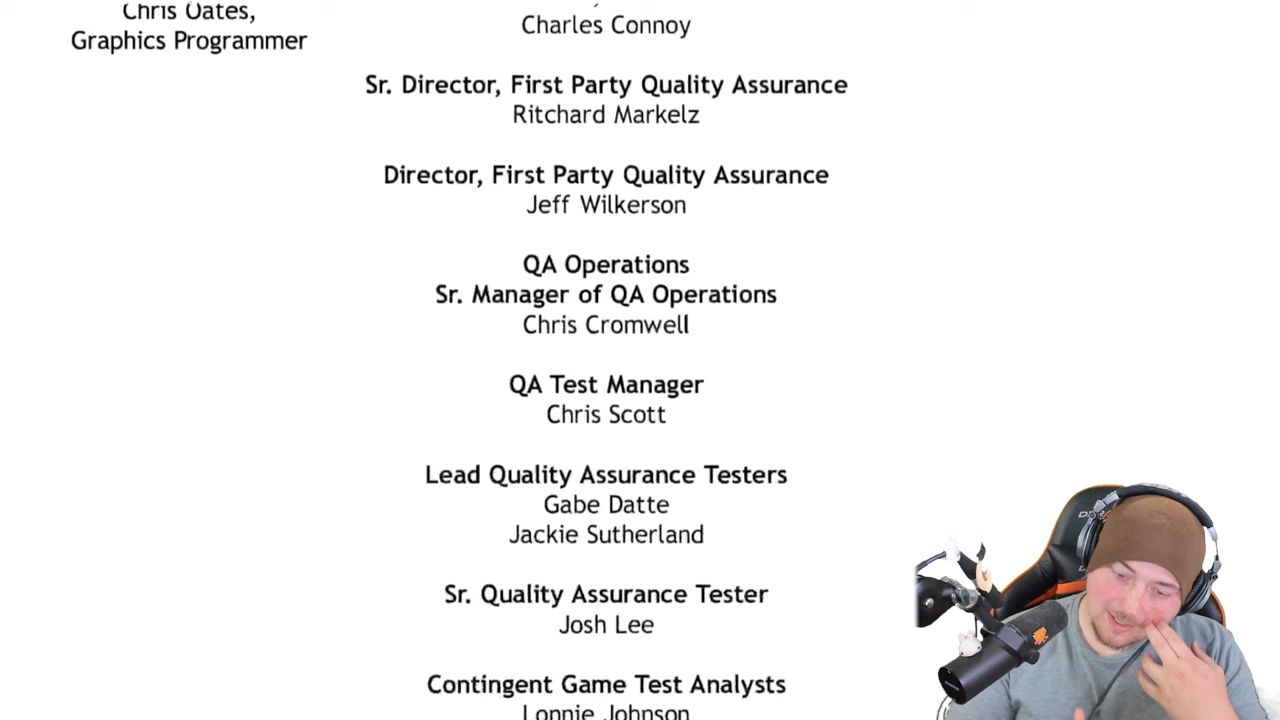 Chris Oates,
Graphics Programmer
Charles Connoy
Sr. Director, First Party Quality Assurance
Ritchard Markelz
Director, First Party Quality Assurance
Jeff Wilkerson
QA Operations
Sr. Manager of QA Operations
Chris Cromwell
QA Test Manager
Chris Scott
Lead Quality Assurance Testers
Gabe Datte
Jackie Sutherland
Sr. Quality Assurance Tester
Josh Lee
Contingent Game Test Analysts
Lonnie Johnson